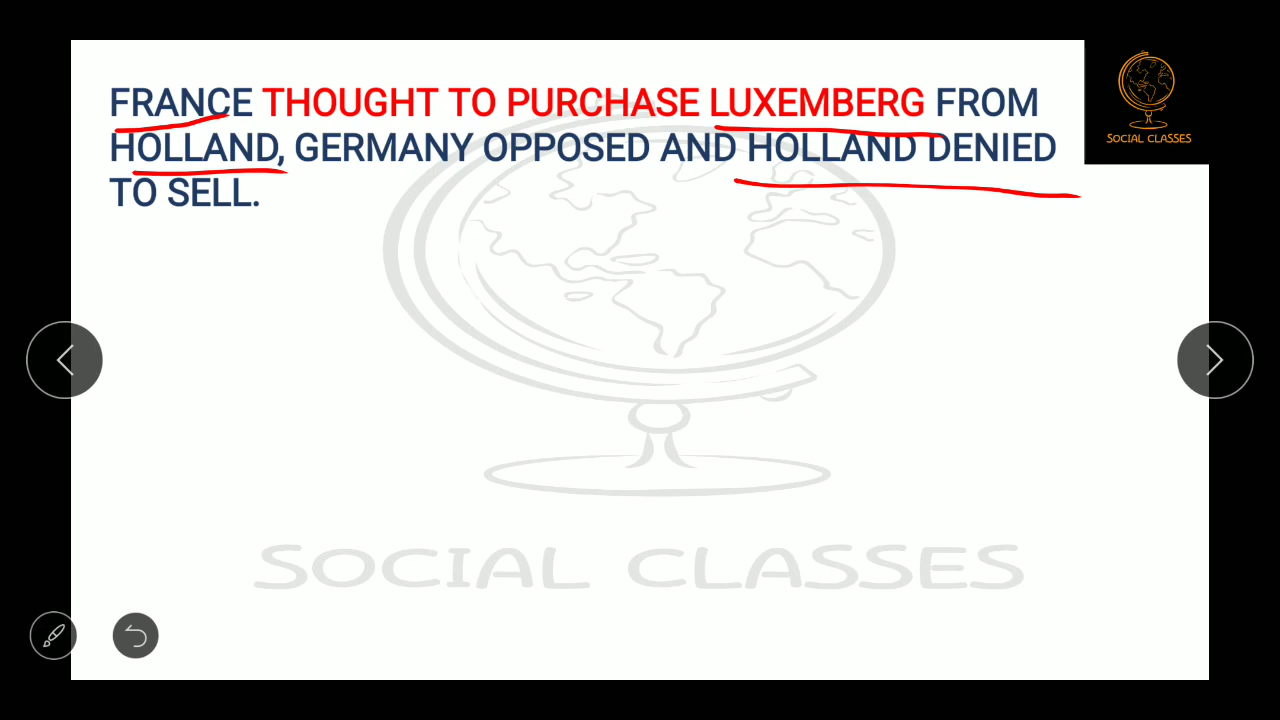 FRANCE THOUGHT TO PURCHASE LUXEMBERG FROM
HOLLAND, GERMANY OPPOSED AND HOLLAND DENIED
TO SELL.
SOCIAL CLASSES
SOCIAL CLASSES